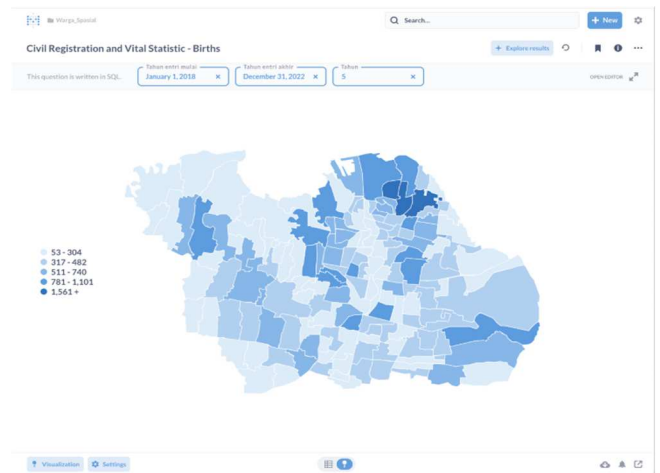 Warga_Spasial
Search...
+ New
Civil Registration and Vital Statistic - Births
+ Explore results
This question is written in SQL.
Tahun entri mulai
January 1, 2018 ×
Tahun entri akhir
December 31, 2022 ×
Tahun
5 ×
OPEN EDITOR
53 - 304
317 - 482
511 - 740
781 - 1,101
1,561 +
Visualization
Settings